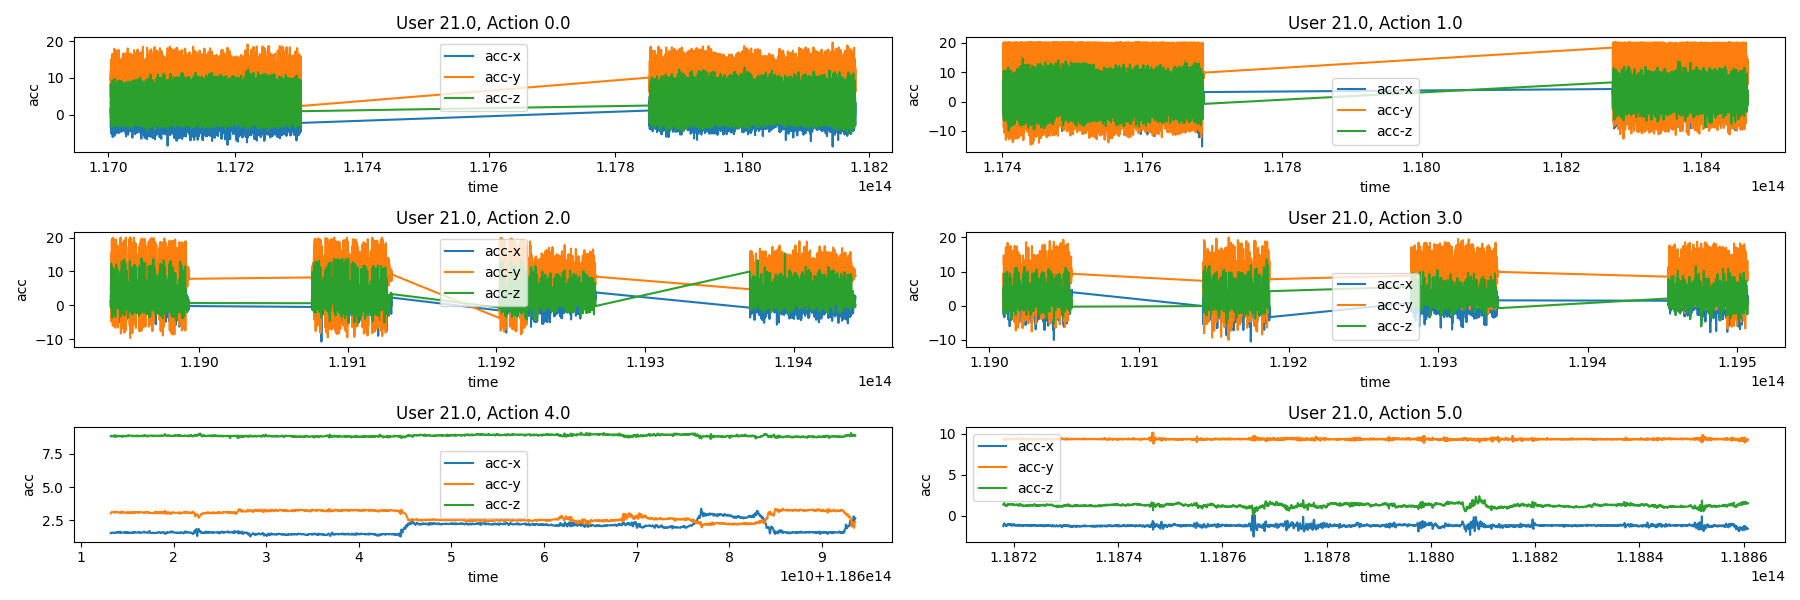 User 21.0, Action 0.0
acc
20
10
0
acc-x
acc-y
acc-z
1.170 1.172 1.174 1.176 1.178 1.180 1.182
time
1e14
User 21.0, Action 1.0
acc
20
10
0
−10
acc-x
acc-y
acc-z
1.174 1.176 1.178 1.180 1.182 1.184
time
1e14
User 21.0, Action 2.0
acc
20
10
0
−10
acc-x
acc-y
acc-z
1.190 1.191 1.192 1.193 1.194
time
1e14
User 21.0, Action 3.0
acc
20
10
0
−10
acc-x
acc-y
acc-z
1.190 1.191 1.192 1.193 1.194 1.195
time
1e14
User 21.0, Action 4.0
acc
7.5
5.0
2.5
acc-x
acc-y
acc-z
1 2 3 4 5 6 7 8 9
time
1e10+1.186e14
User 21.0, Action 5.0
acc
10
5
0
acc-x
acc-y
acc-z
1.1872 1.1874 1.1876 1.1878 1.1880 1.1882 1.1884 1.1886
time
1e14